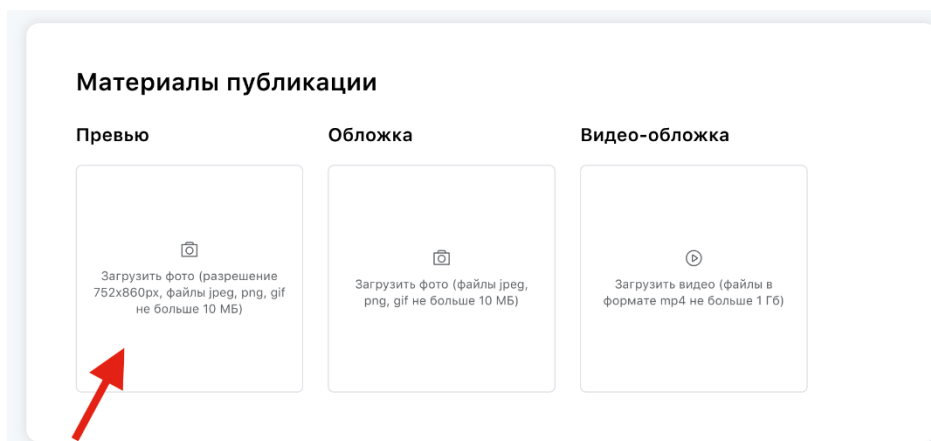 Материалы публикации
Превью
Обложка
Видео-обложка
Загрузить фото (разрешение
752x860px, файлы jpeg, png, gif
не больше 10 МБ)
Загрузить фото (файлы jpeg,
png, gif не больше 10 МБ)
Загрузить видео (файлы в
формате mp4 не больше 1 Гб)